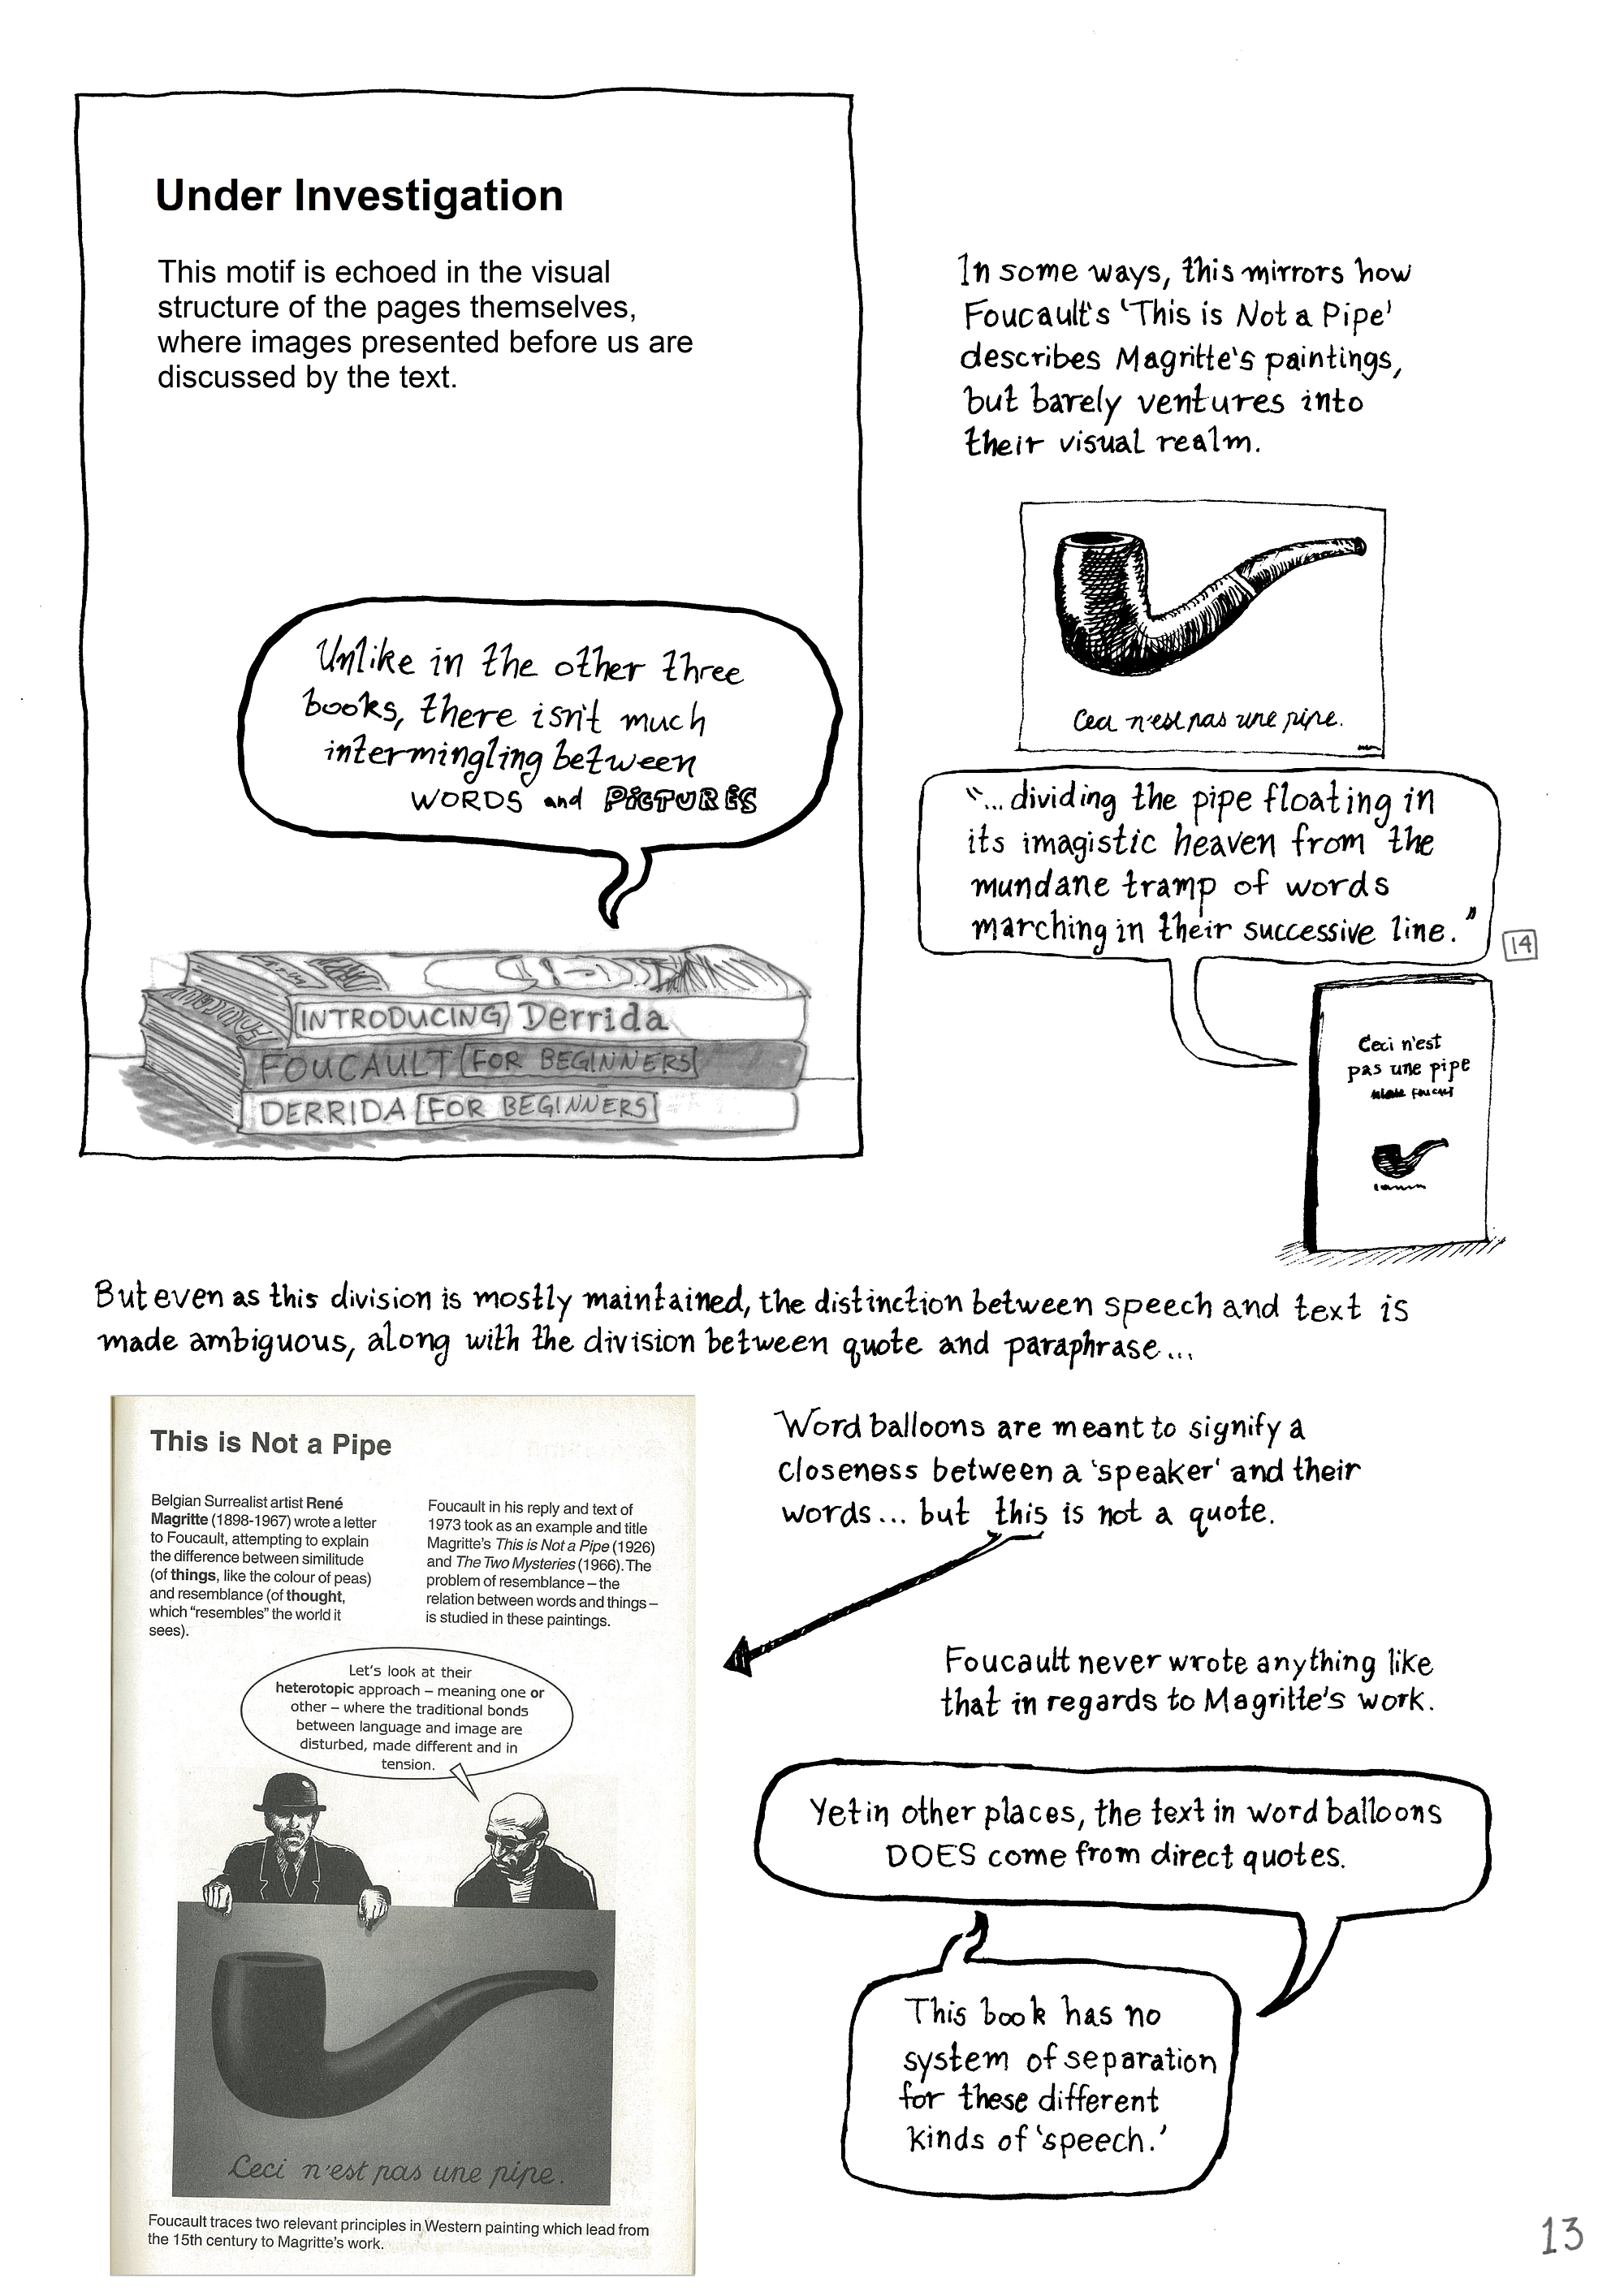 Under Investigation
This motif is echoed in the visual
structure of the pages themselves,
where images presented before us are
discussed by the text.
Unlike in the other three
books, there isn't much
intermingling between
WORDS and PICTURES
INTRODUCING Derrida
FOUCAULT FOR BEGINNERS
DERRIDA FOR BEGINNERS
In some ways, this mirrors how
Foucault's 'This is Not a Pipe'
describes Magritte's paintings,
but barely ventures into
their visual realm.
Ceci n'est pas une pipe.
"... dividing the pipe floating in
its imagistic heaven from the
mundane tramp of words
marching in their successive line."
14
Ceci n'est
pas une pipe
But even as this division is mostly maintained, the distinction between speech and text is
made ambiguous, along with the division between quote and paraphrase...
This is Not a Pipe
Belgian Surrealist artist René
Magritte (1898-1967) wrote a letter
to Foucault, attempting to explain
the difference between similitude
(of things, like the colour of peas)
and resemblance (of thought,
which "resembles" the world it
sees).
Foucault in his reply and text of
1973 took as an example and title
Magritte's This is Not a Pipe (1926)
and The Two Mysteries (1966). The
problem of resemblance – the
relation between words and things –
is studied in these paintings.
Let's look at their
heterotopic approach – meaning one or
other – where the traditional bonds
between language and image are
disturbed, made different and in
tension.
Ceci n'est pas une pipe.
Foucault traces two relevant principles in Western painting which lead from
the 15th century to Magritte's work.
Word balloons are meant to signify a
closeness between a 'speaker' and their
words... but this is not a quote.
Foucault never wrote anything like
that in regards to Magritte's work.
Yet in other places, the text in word balloons
DOES come from direct quotes.
This book has no
system of separation
for these different
kinds of 'speech.'
13